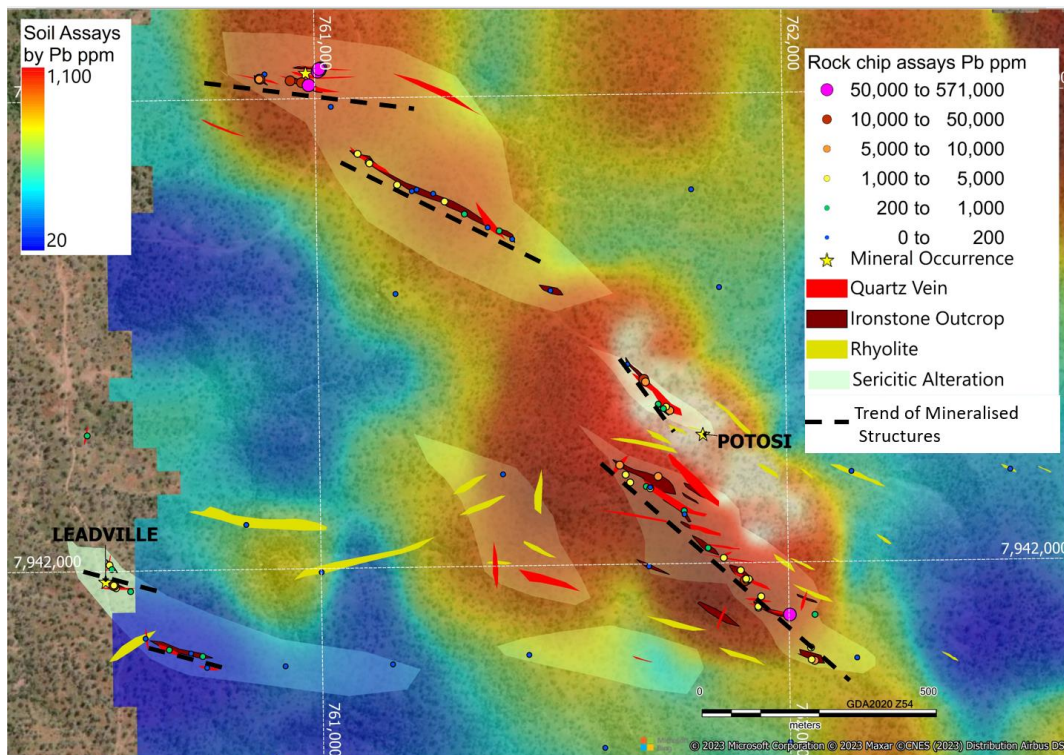 Soil Assays
by Pb ppm
1,100
20
761,000
762,000
Rock chip assays Pb ppm
50,000 to 571,000
10,000 to 50,000
5,000 to 10,000
1,000 to 5,000
200 to 1,000
0 to 200
Mineral Occurrence
Quartz Vein
Ironstone Outcrop
Rhyolite
Sericitic Alteration
Trend of Mineralised
Structures
POTOSI
LEADVILLE
7,942,000
7,942,000
761,000
0 500
GDA2020 Z54
meters
© 2023 Microsoft Corporation © 2023 Maxar ©CNES (2023) Distribution Airbus DS